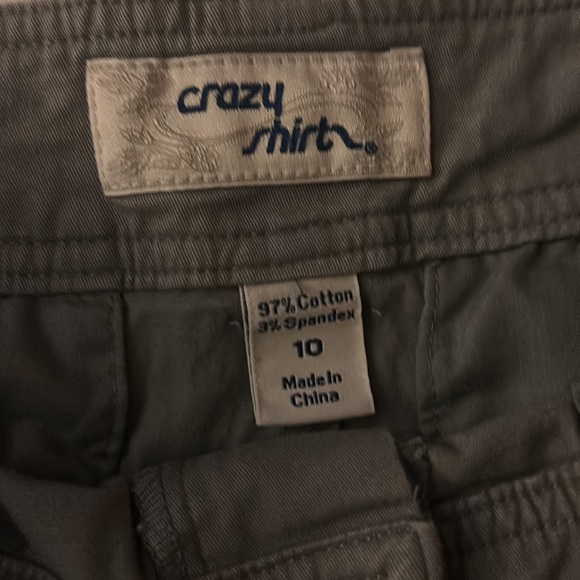 crazy
shirts®
97% Cotton
3% Spandex
10
Made In
China